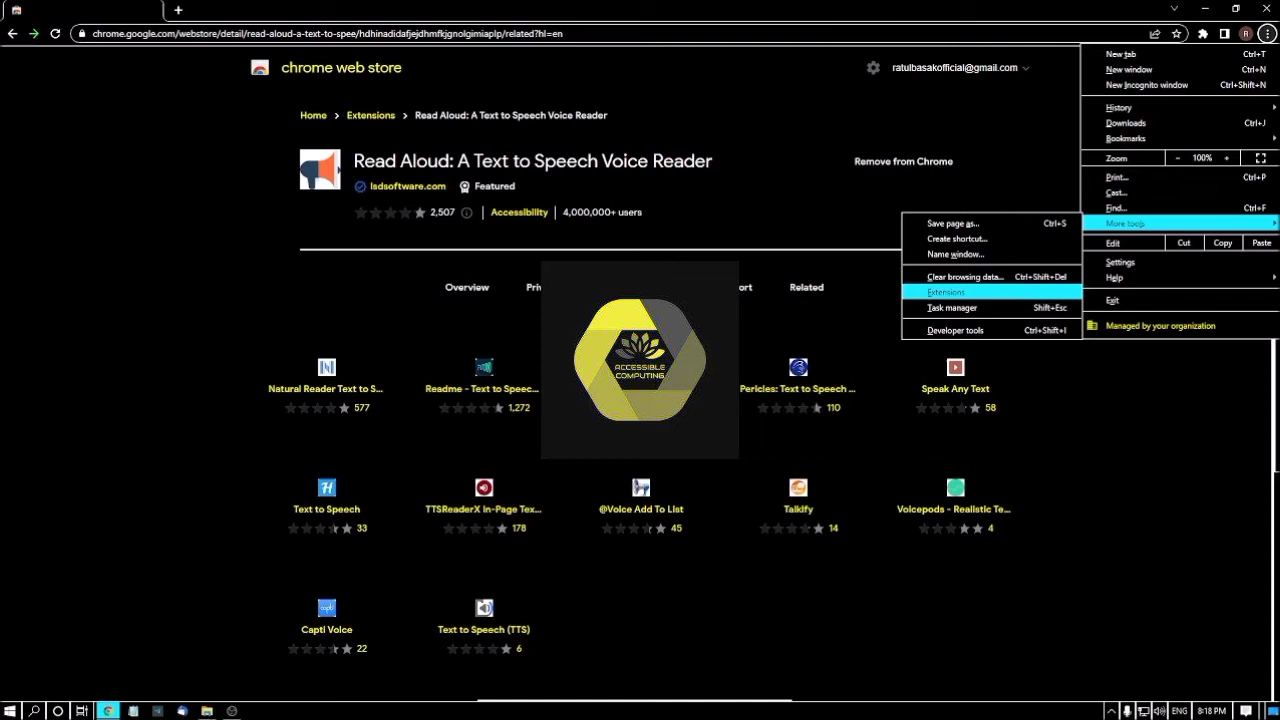 chrome.google.com/webstore/detail/read-aloud-a-text-to-spee/hdhinadidafjejdhmfkjgnolgimiaplp/related?hl=en
R
chrome web store
ratulbasakofficial@gmail.com
Home > Extensions > Read Aloud: A Text to Speech Voice Reader
Read Aloud: A Text to Speech Voice Reader
Remove from Chrome
lsdsoftware.com Featured
2,507 Accessibility 4,000,000+ users
Overview Pri ort Related
New tab Ctrl+T
New window Ctrl+N
New Incognito window Ctrl+Shift+N
History
Downloads Ctrl+J
Bookmarks
Zoom - 100% +
Print... Ctrl+P
Cast...
Find... Ctrl+F
More tools
Edit Cut Copy Paste
Settings
Help
Exit
Managed by your organization
Save page as... Ctrl+S
Create shortcut...
Name window...
Clear browsing data... Ctrl+Shift+Del
Extensions
Task manager Shift+Esc
Developer tools Ctrl+Shift+I
ACCESSIBLE
COMPUTING
Natural Reader Text to S... Readme - Text to Speec... Pericles: Text to Speech ... Speak Any Text
577 1,272 110 58
Text to Speech TTSReaderX In-Page Tex... @Voice Add To List Talkify Voicepods - Realistic Te...
33 178 45 14 4
Capti Voice Text to Speech (TTS)
22 6
ENG 8:18 PM